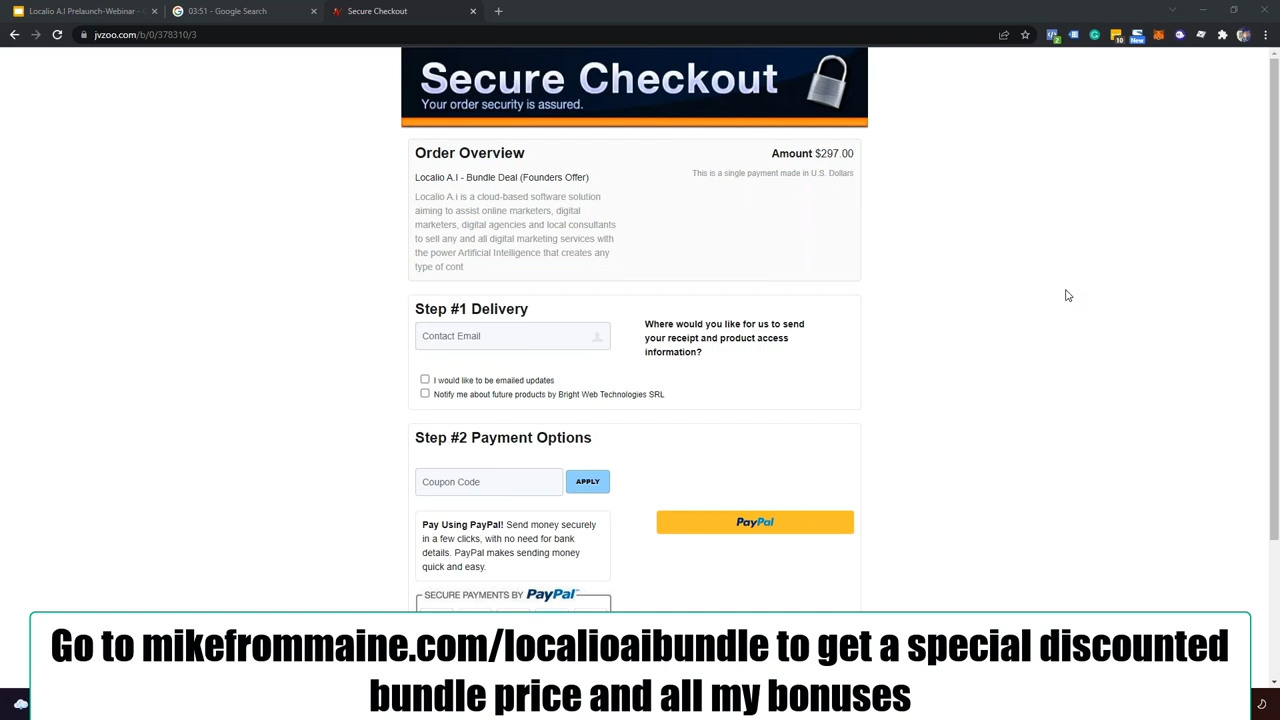 Localio A.I Prelaunch-Webinar -
03:51 - Google Search
Secure Checkout
jvzoo.com/b/0/378310/3
2
10
New
Secure Checkout
Your order security is assured.
Order Overview
Amount $297.00
Localio A.I - Bundle Deal (Founders Offer)
This is a single payment made in U.S. Dollars
Localio A.i is a cloud-based software solution
aiming to assist online marketers, digital
marketers, digital agencies and local consultants
to sell any and all digital marketing services with
the power Artificial Intelligence that creates any
type of cont
Step #1 Delivery
Contact Email
Where would you like for us to send
your receipt and product access
information?
I would like to be emailed updates
Notify me about future products by Bright Web Technologies SRL
Step #2 Payment Options
Coupon Code
APPLY
Pay Using PayPal! Send money securely
in a few clicks, with no need for bank
details. PayPal makes sending money
quick and easy.
PayPal
SECURE PAYMENTS BY PayPal
Go to mikefrommaine.com/localioaibundle to get a special discounted
bundle price and all my bonuses